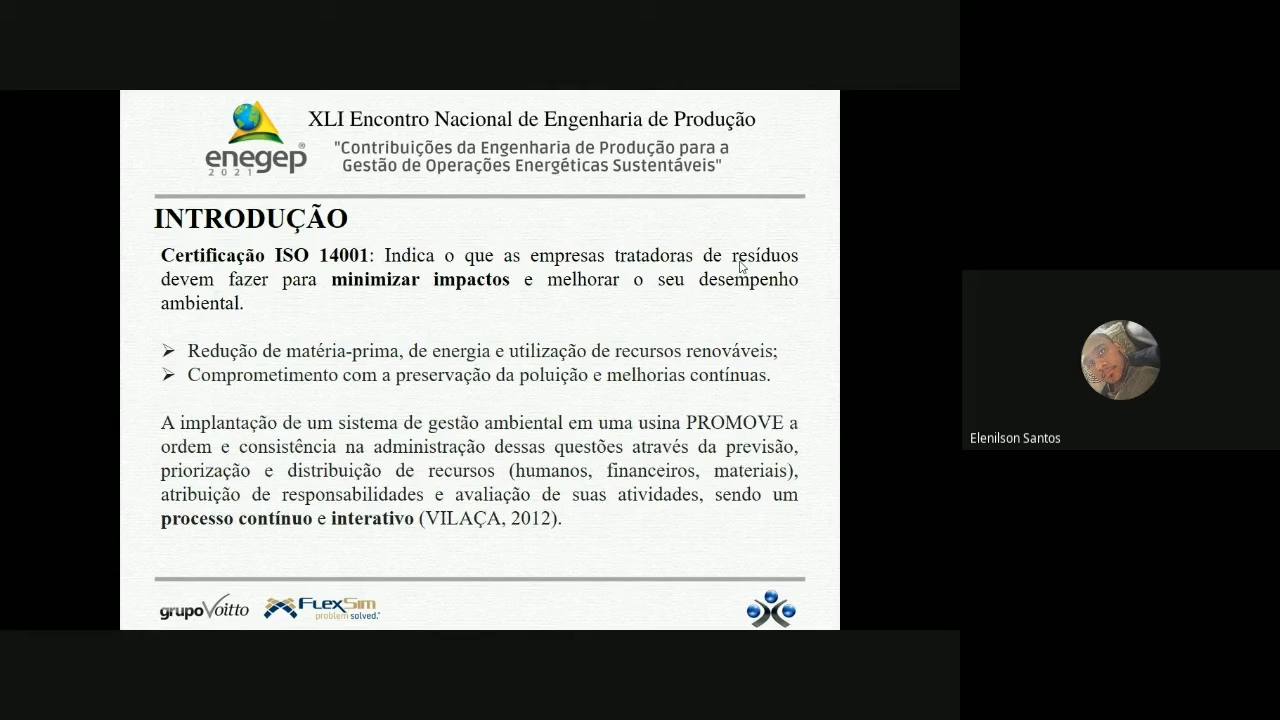 XLI Encontro Nacional de Engenharia de Produção
"Contribuições da Engenharia de Produção para a
Gestão de Operações Energéticas Sustentáveis"
enegep®
2021
INTRODUÇÃO
Certificação ISO 14001: Indica o que as empresas tratadoras de resíduos
devem fazer para minimizar impactos e melhorar o seu desempenho
ambiental.
➢ Redução de matéria-prima, de energia e utilização de recursos renováveis;
➢ Comprometimento com a preservação da poluição e melhorias contínuas.
A implantação de um sistema de gestão ambiental em uma usina PROMOVE a
ordem e consistência na administração dessas questões através da previsão,
priorização e distribuição de recursos (humanos, financeiros, materiais),
atribuição de responsabilidades e avaliação de suas atividades, sendo um
processo contínuo e interativo (VILAÇA, 2012).
grupoVoitto
FlexSim
problem solved.
Elenilson Santos